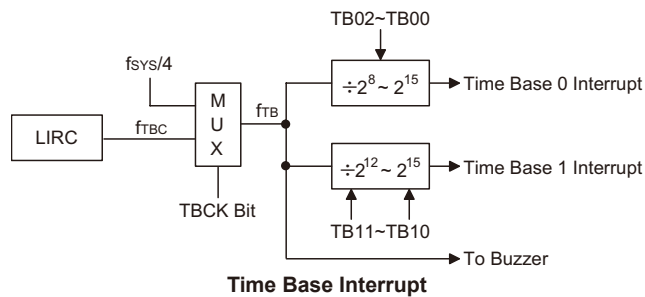 TB02~TB00
fSYS/4
÷2^8 ~ 2^15
Time Base 0 Interrupt
M
U
X
fTB
LIRC
fTBC
÷2^12 ~ 2^15
Time Base 1 Interrupt
TBCK Bit
TB11~TB10
To Buzzer
Time Base Interrupt